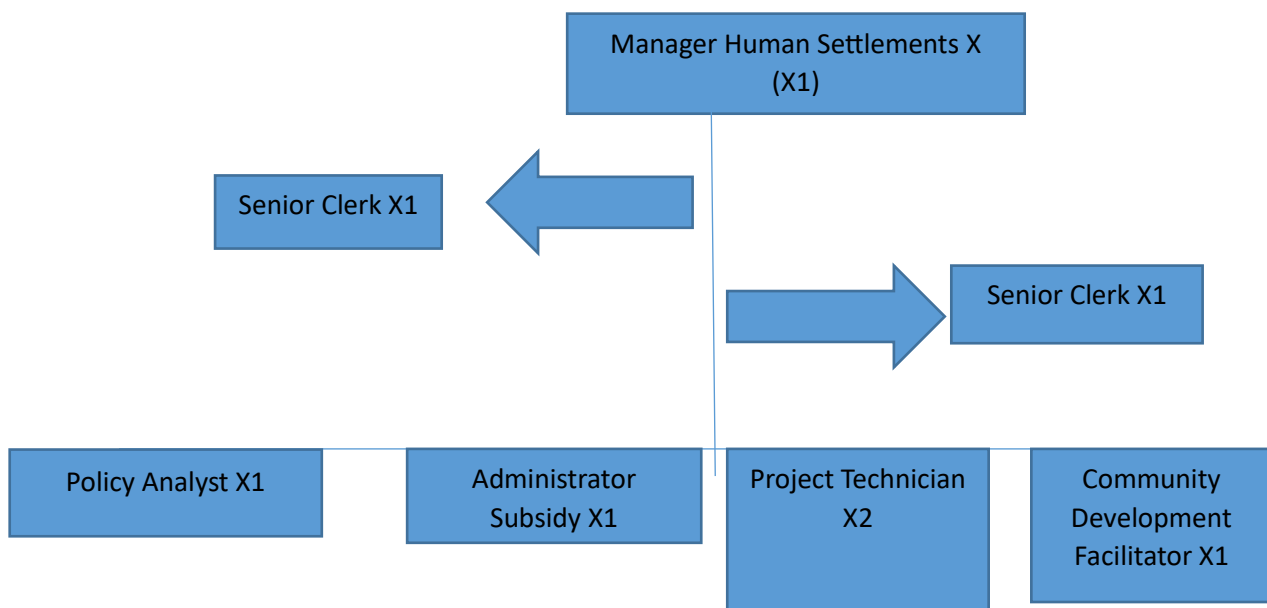 Manager Human Settlements X
(X1)
Senior Clerk X1
Senior Clerk X1
Policy Analyst X1
Administrator
Subsidy X1
Project Technician
X2
Community
Development
Facilitator X1